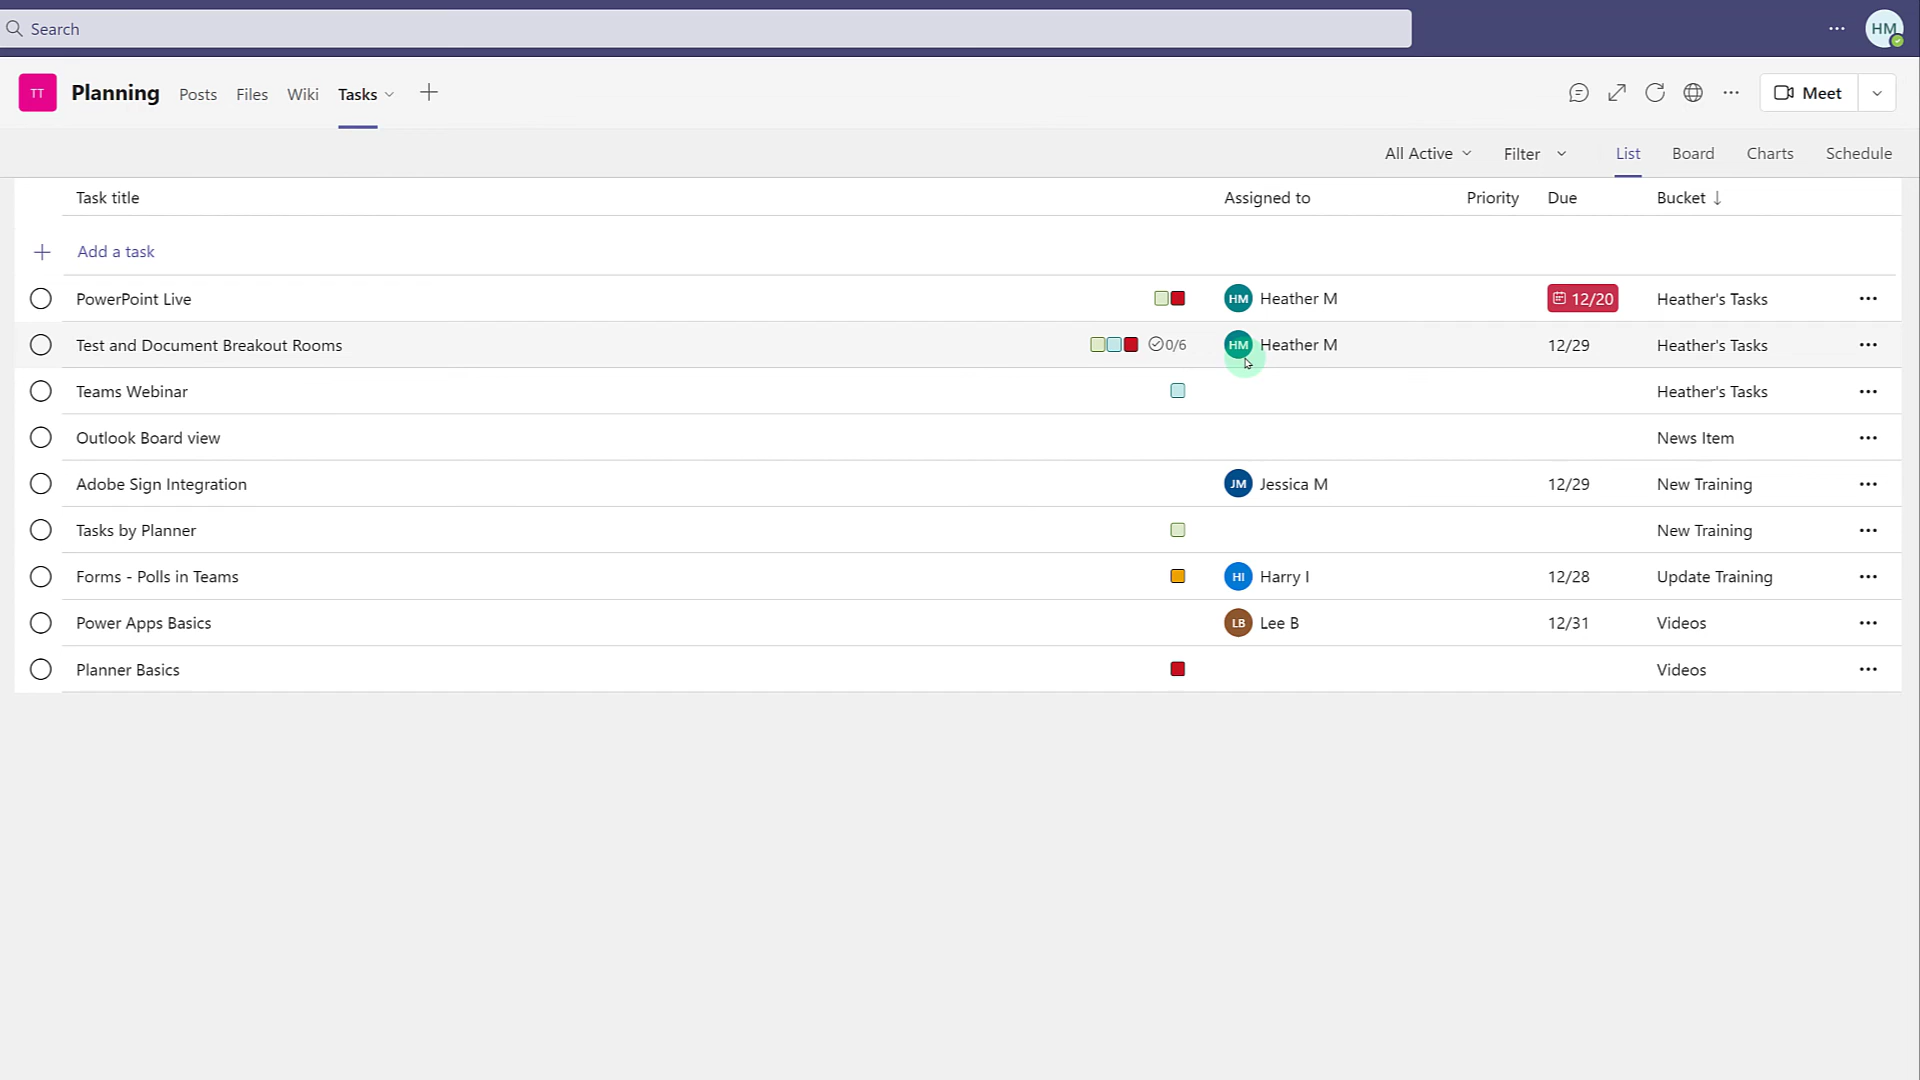 Search
HM
TT Planning Posts Files Wiki Tasks Meet
All Active Filter List Board Charts Schedule
Task title Assigned to Priority Due Bucket
Add a task
PowerPoint Live HM Heather M 12/20 Heather's Tasks
Test and Document Breakout Rooms 0/6 HM Heather M 12/29 Heather's Tasks
Teams Webinar Heather's Tasks
Outlook Board view News Item
Adobe Sign Integration JM Jessica M 12/29 New Training
Tasks by Planner New Training
Forms - Polls in Teams HI Harry I 12/28 Update Training
Power Apps Basics LB Lee B 12/31 Videos
Planner Basics Videos